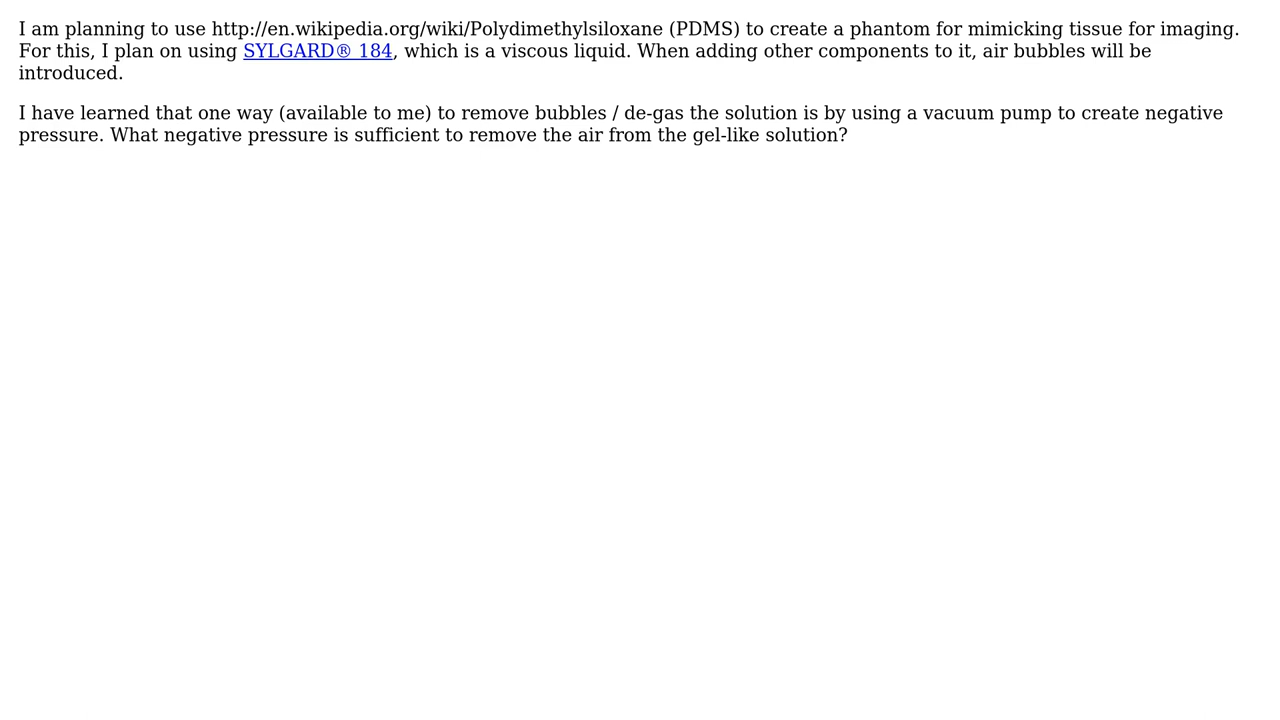 I am planning to use http://en.wikipedia.org/wiki/Polydimethylsiloxane (PDMS) to create a phantom for mimicking tissue for imaging.
For this, I plan on using SYLGARD® 184, which is a viscous liquid. When adding other components to it, air bubbles will be
introduced.
I have learned that one way (available to me) to remove bubbles / de-gas the solution is by using a vacuum pump to create negative
pressure. What negative pressure is sufficient to remove the air from the gel-like solution?